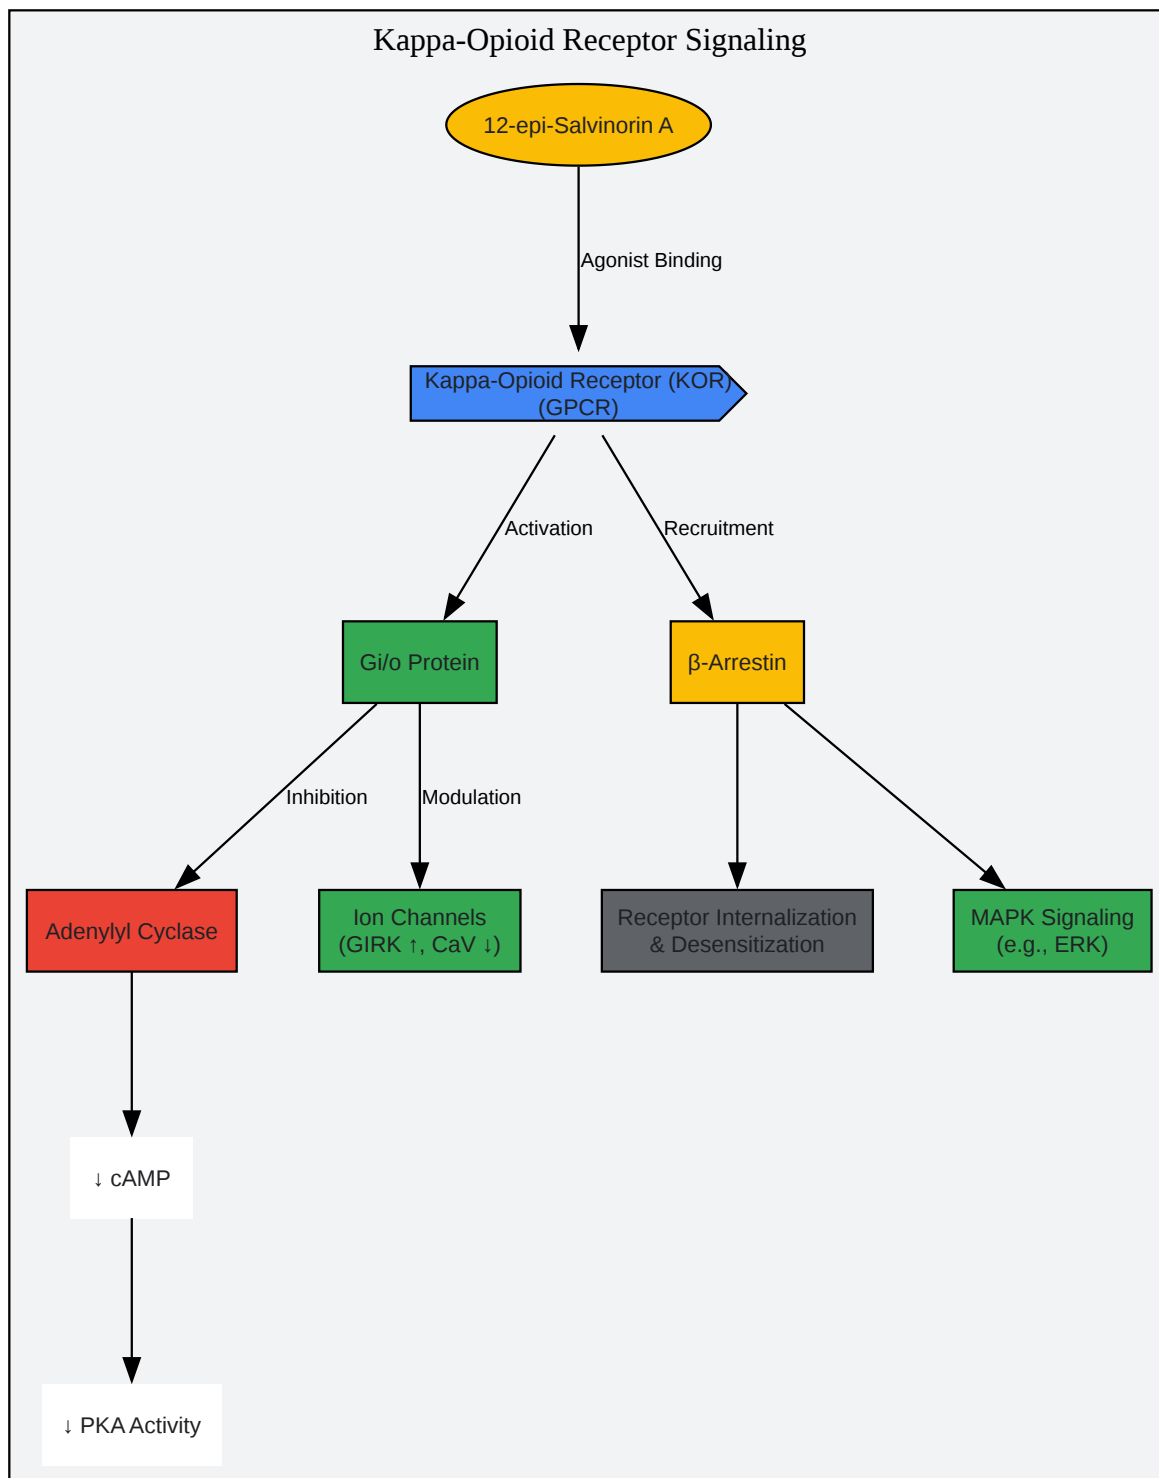 Kappa-Opioid Receptor Signaling
12-epi-Salvinorin A
Agonist Binding
Kappa-Opioid Receptor (KOR)
(GPCR)
Activation
Recruitment
Gi/o Protein
β-Arrestin
Inhibition
Modulation
Adenylyl Cyclase
Ion Channels
(GIRK ↑, CaV ↓)
Receptor Internalization
& Desensitization
MAPK Signaling
(e.g., ERK)
↓ cAMP
↓ PKA Activity